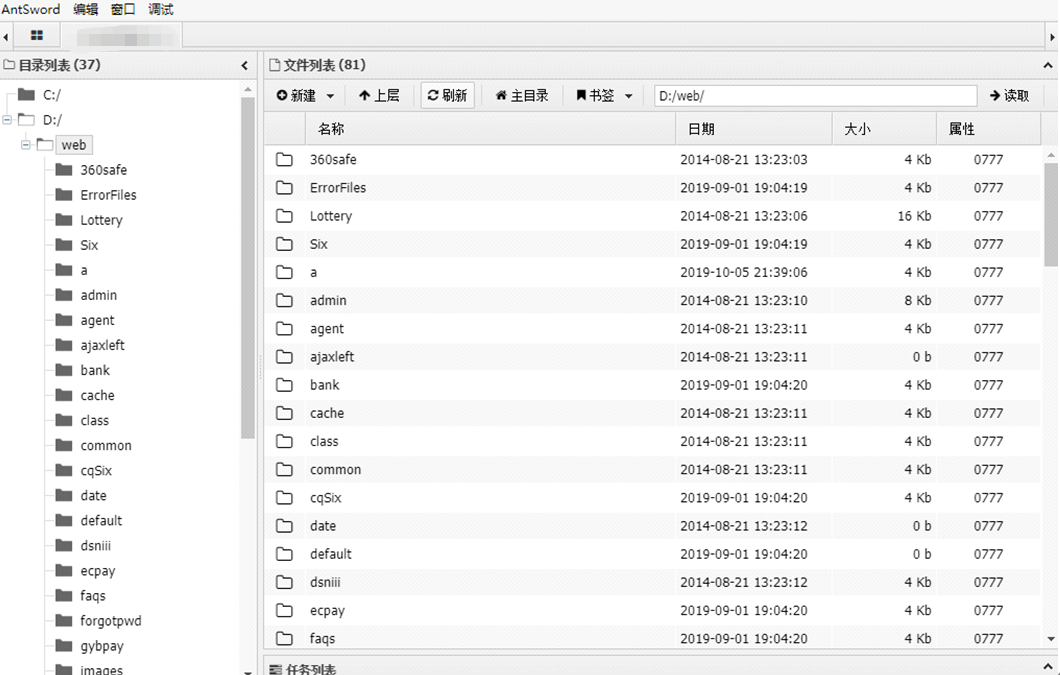 AntSword 编辑 窗口 调试
目录列表 (37)
C:/
D:/
web
360safe
ErrorFiles
Lottery
Six
a
admin
agent
ajaxleft
bank
cache
class
common
cqSix
date
default
dsniii
ecpay
faqs
forgotpwd
gybpay
images
文件列表 (81)
新建 上层 刷新 主目录 书签 D:/web/ 读取
名称 日期 大小 属性
360safe 2014-08-21 13:23:03 4 Kb 0777
ErrorFiles 2019-09-01 19:04:19 4 Kb 0777
Lottery 2014-08-21 13:23:06 16 Kb 0777
Six 2019-09-01 19:04:19 4 Kb 0777
a 2019-10-05 21:39:06 4 Kb 0777
admin 2014-08-21 13:23:10 8 Kb 0777
agent 2014-08-21 13:23:11 4 Kb 0777
ajaxleft 2014-08-21 13:23:11 0 b 0777
bank 2019-09-01 19:04:20 4 Kb 0777
cache 2014-08-21 13:23:11 4 Kb 0777
class 2014-08-21 13:23:11 4 Kb 0777
common 2014-08-21 13:23:11 4 Kb 0777
cqSix 2019-09-01 19:04:20 4 Kb 0777
date 2014-08-21 13:23:12 0 b 0777
default 2019-09-01 19:04:20 0 b 0777
dsniii 2014-08-21 13:23:12 4 Kb 0777
ecpay 2019-09-01 19:04:20 4 Kb 0777
faqs 2019-09-01 19:04:20 4 Kb 0777
任务列表